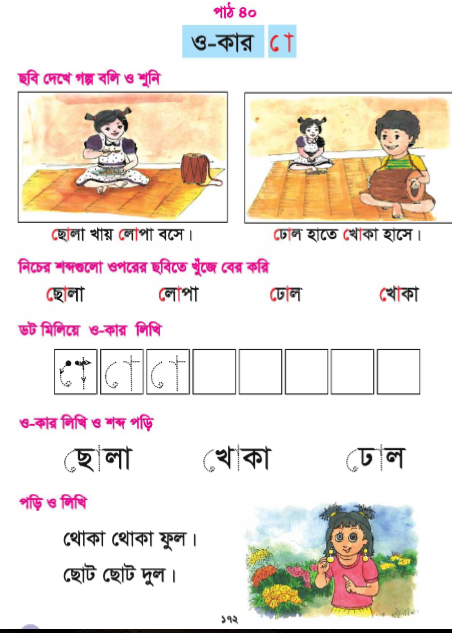 পাঠ ৪০
ও-কার ো
ছবি দেখে গল্প বলি ও শুনি
ছোলা খায় লোপা বসে।
ঢোল হাতে খোকা হাসে।
নিচের শব্দগুলো ওপরের ছবিতে খুঁজে বের করি
ছোলা লোপা ঢোল খোকা
ডট মিলিয়ে ও-কার লিখি
ো ো ো
ও-কার লিখি ও শব্দ পড়ি
ছোলা খোকা ঢোল
পড়ি ও লিখি
থোকা থোকা ফুল।
ছোট ছোট দুল।
১৭২